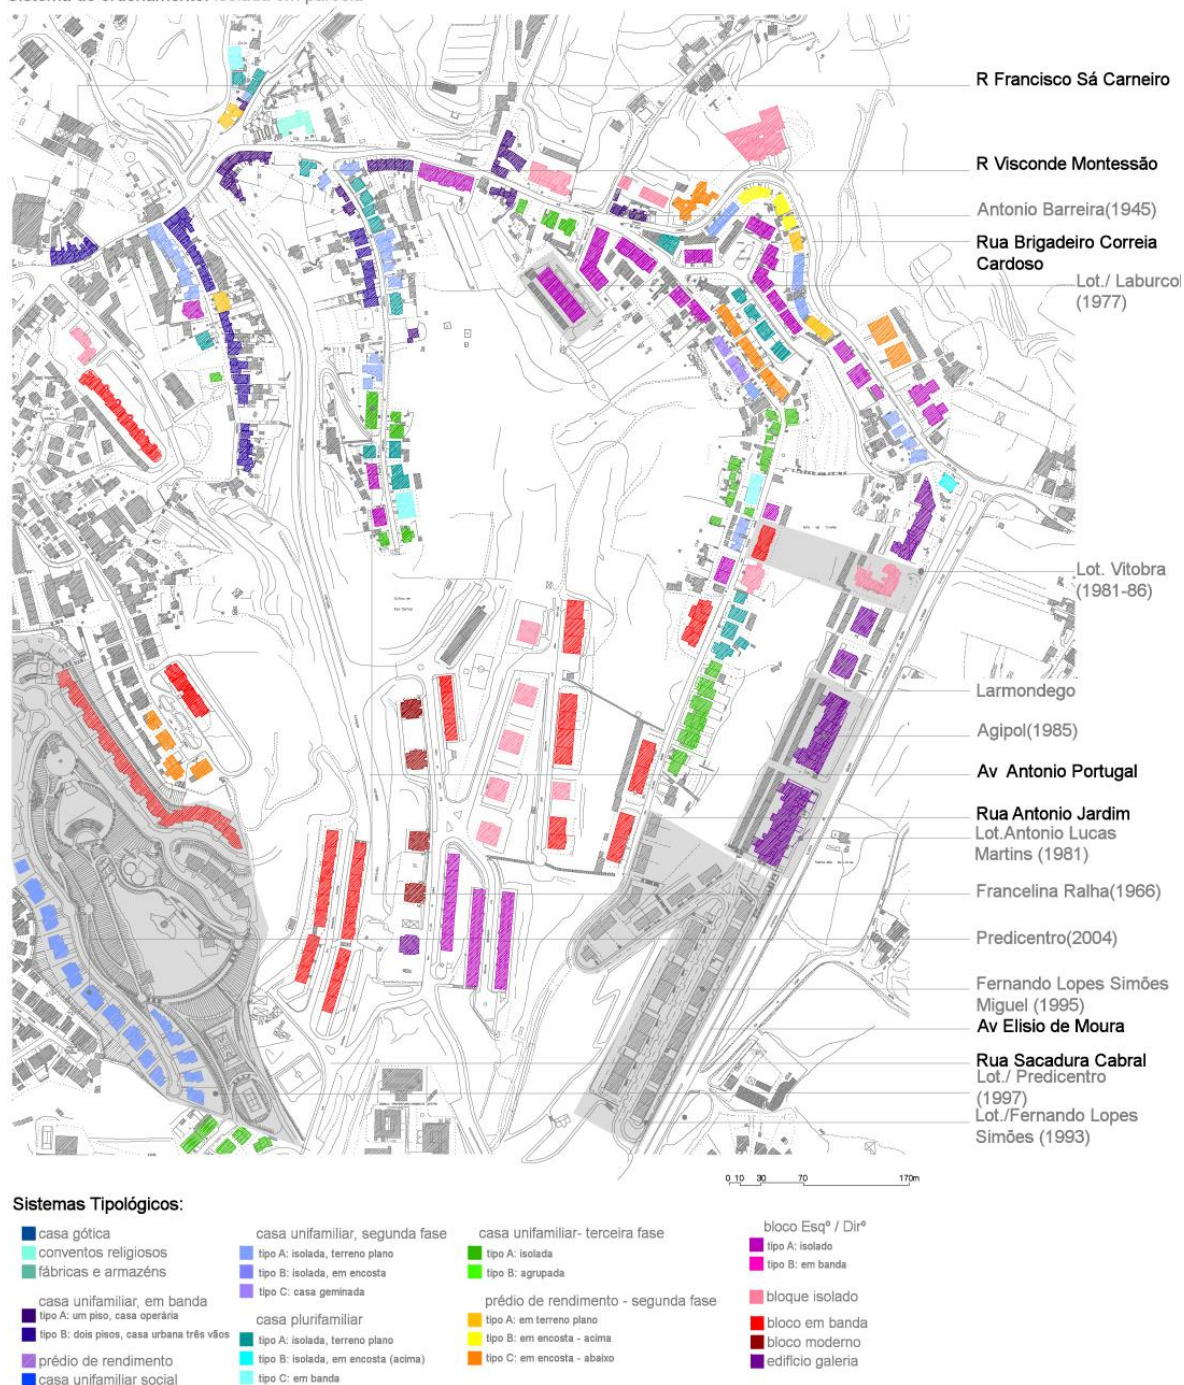 Sistema de ordenamento: isolada em parcela
R Francisco Sá Carneiro
R Visconde Montessão
Antonio Barreira(1945)
Rua Brigadeiro Correia
Cardoso
Lot./ Laburcol
(1977)
Lot. Vitobra
(1981-86)
Larmondego
Agipol(1985)
Av Antonio Portugal
Rua Antonio Jardim
Lot.Antonio Lucas
Martins (1981)
Francelina Ralha(1966)
Predicentro(2004)
Fernando Lopes Simões
Miguel (1995)
Av Elisio de Moura
Rua Sacadura Cabral
Lot./ Predicentro
(1997)
Lot./Fernando Lopes
Simões (1993)
0 10 30 70 170m
Sistemas Tipológicos:
casa gótica
conventos religiosos
fábricas e armazéns
casa unifamiliar, em banda
tipo A: um piso, casa operária
tipo B: dois pisos, casa urbana três vãos
prédio de rendimento
casa unifamiliar social
casa unifamiliar, segunda fase
tipo A: isolada, terreno plano
tipo B: isolada, em encosta
tipo C: casa geminada
casa plurifamiliar
tipo A: isolada, terreno plano
tipo B: isolada, em encosta (acima)
tipo C: em banda
casa unifamiliar- terceira fase
tipo A: isolada
tipo B: agrupada
prédio de rendimento - segunda fase
tipo A: em terreno plano
tipo B: em encosta - acima
tipo C: em encosta - abaixo
bloco Esqº / Dirº
tipo A: isolado
tipo B: em banda
bloque isolado
bloco em banda
bloco moderno
edifício galeria